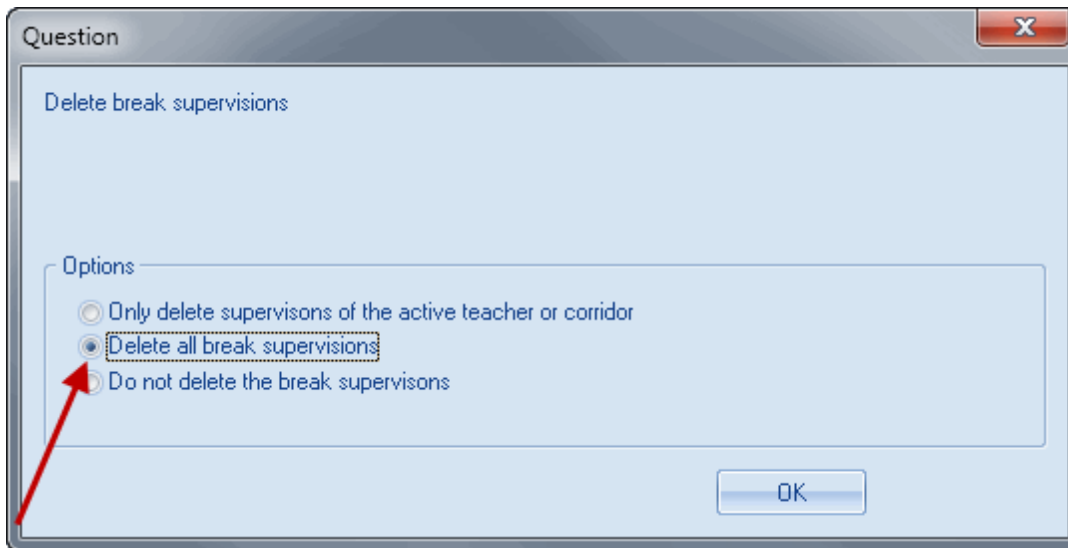 Question
Delete break supervisions
Options
Only delete supervisons of the active teacher or corridor
Delete all break supervisions
Do not delete the break supervisons
OK